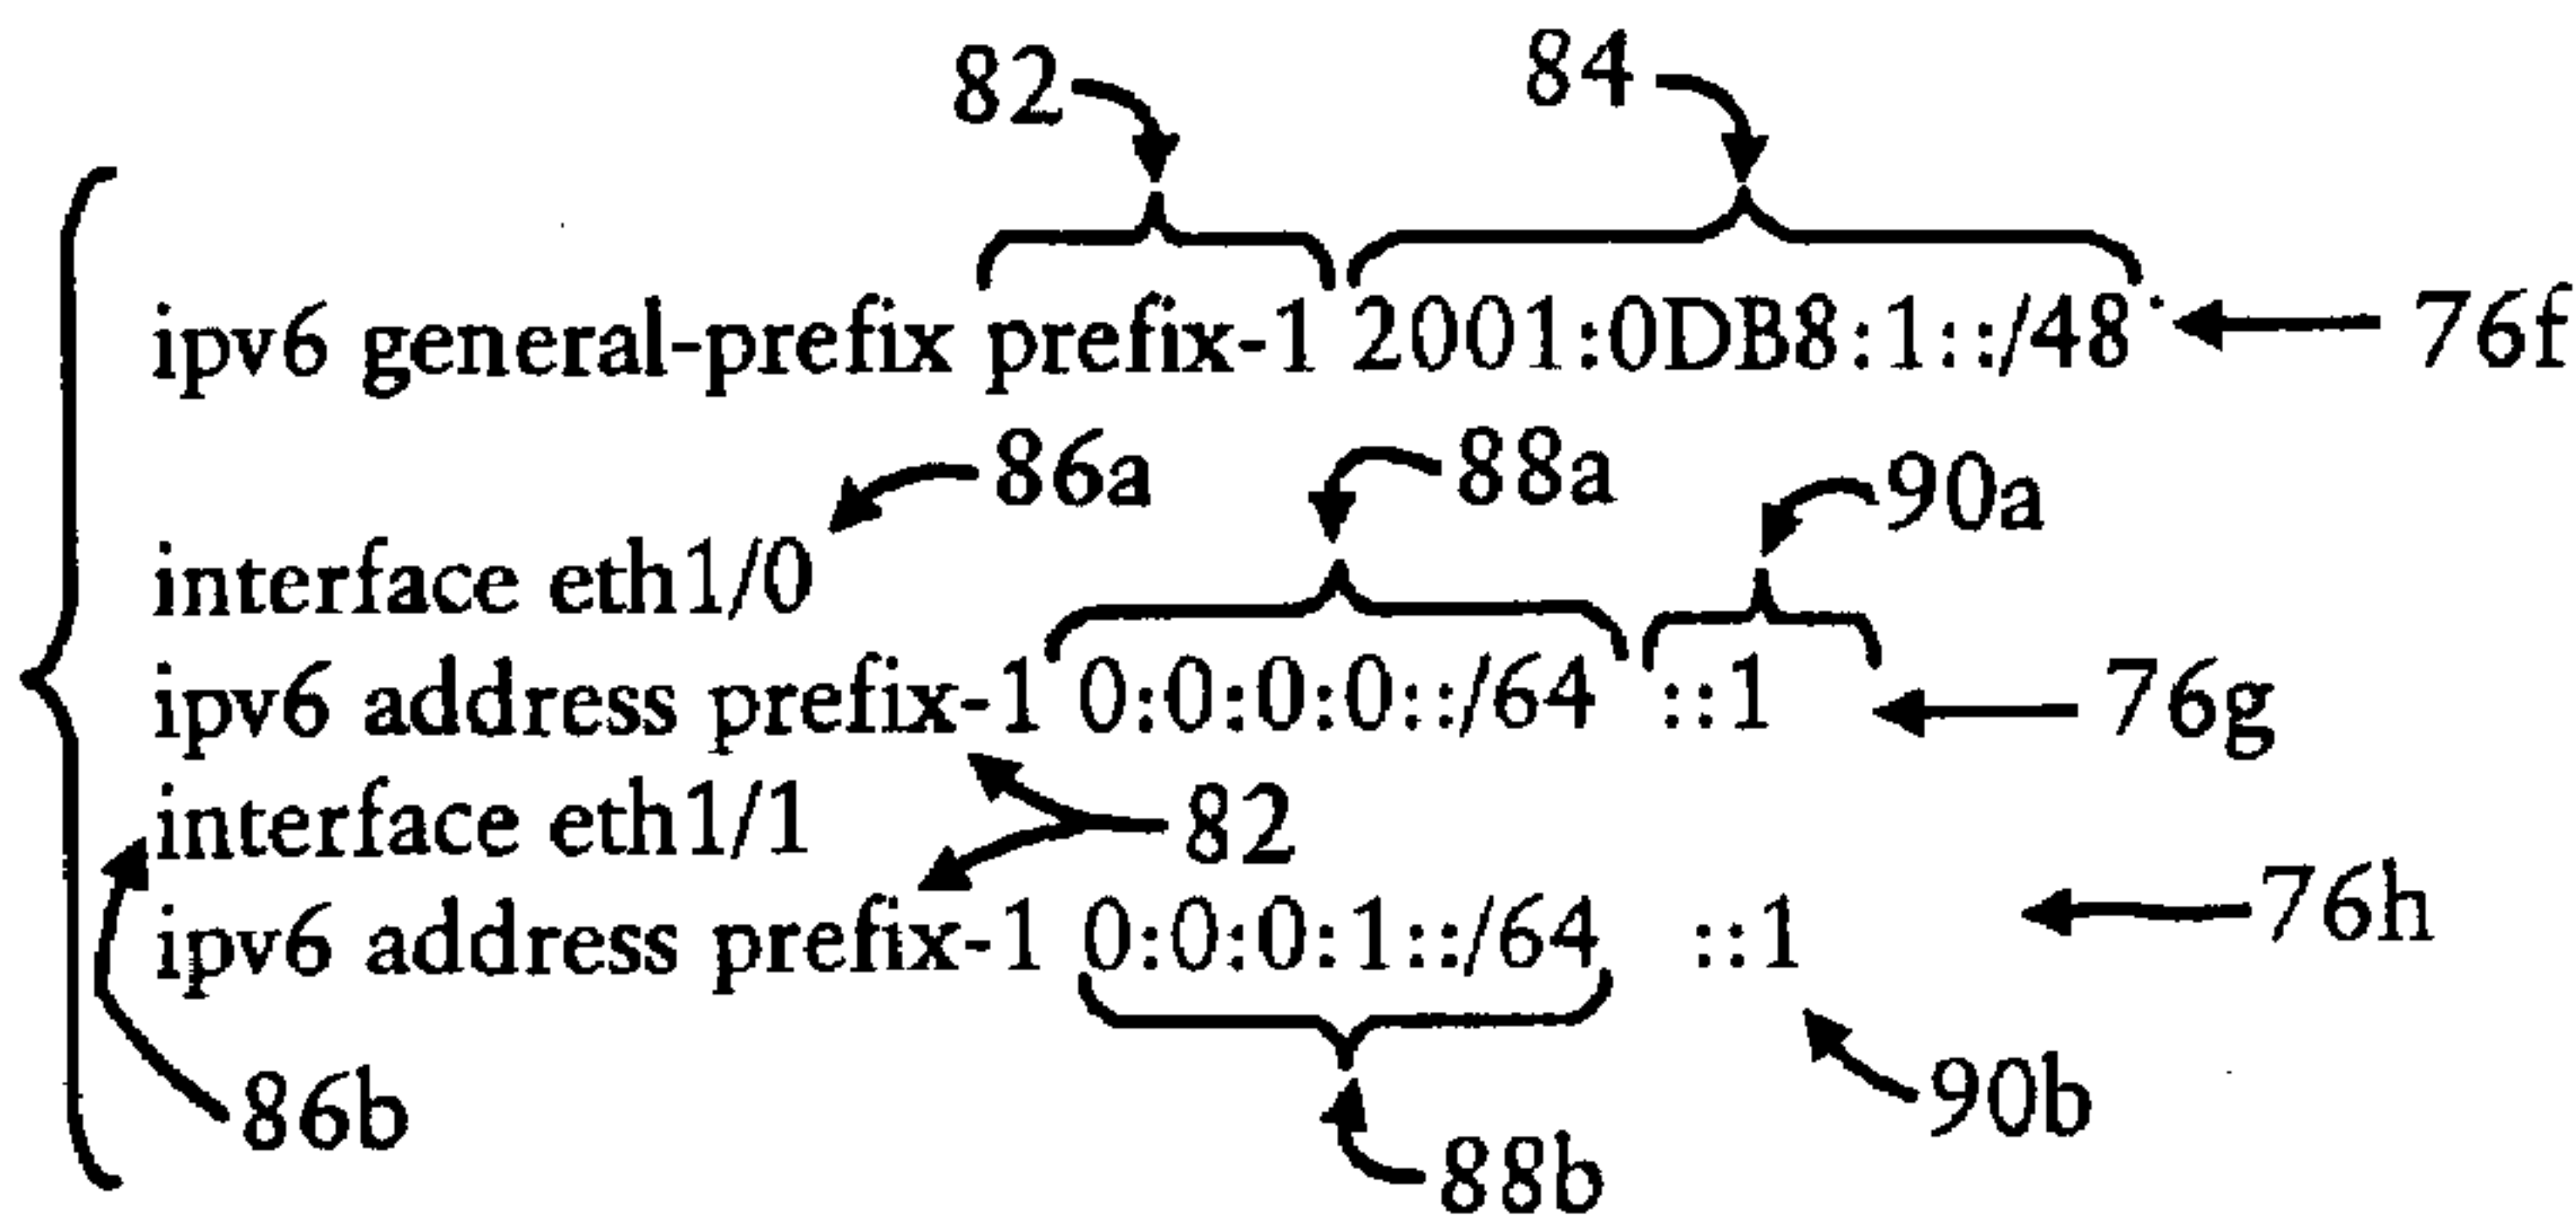 82 84
ipv6 general-prefix prefix-1 2001:0DB8:1::/48 76f
86a 88a 90a
interface eth1/0
ipv6 address prefix-1 0:0:0:0::/64 ::1 76g
interface eth1/1 82
ipv6 address prefix-1 0:0:0:1::/64 ::1 76h
86b 88b 90b